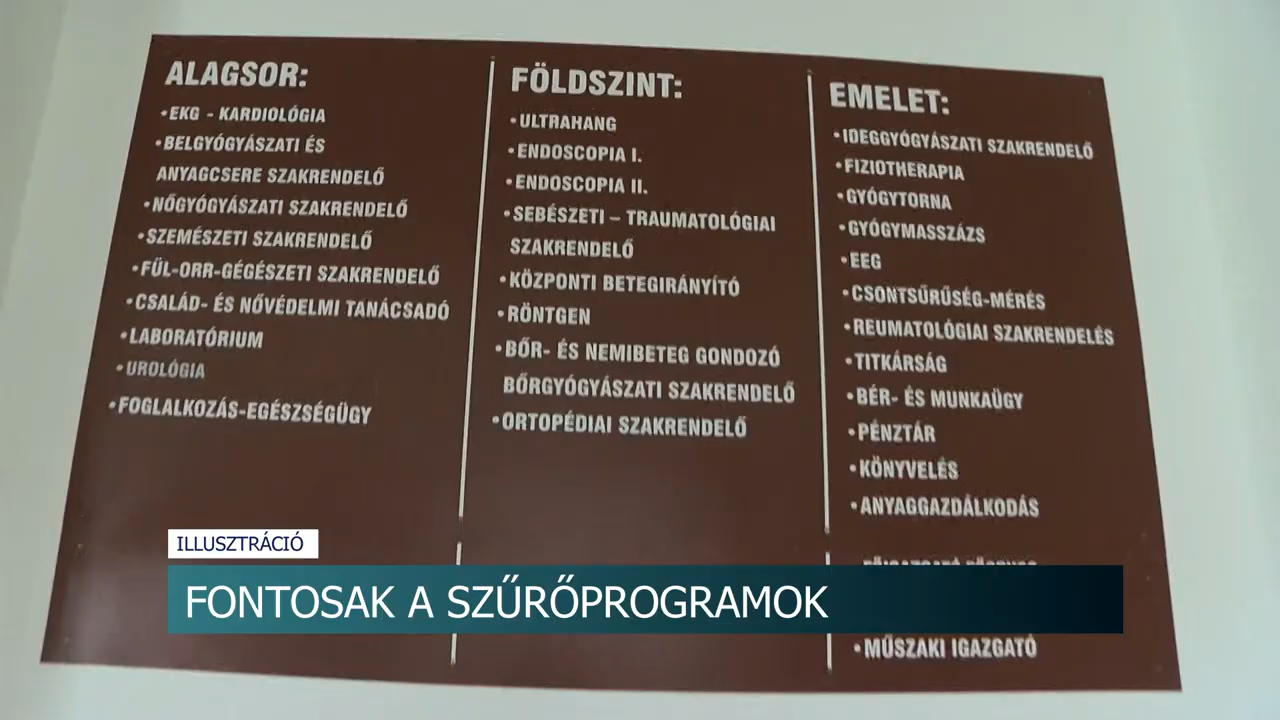 ALAGSOR:
•EKG - KARDIOLÓGIA
•BELGYÓGYÁSZATI ÉS
ANYAGCSERE SZAKRENDELŐ
•NŐGYÓGYÁSZATI SZAKRENDELŐ
•SZEMÉSZETI SZAKRENDELŐ
•FÜL-ORR-GÉGÉSZETI SZAKRENDELŐ
•CSALÁD- ÉS NŐVÉDELMI TANÁCSADÓ
•LABORATÓRIUM
•UROLÓGIA
•FOGLALKOZÁS-EGÉSZSÉGÜGY
FÖLDSZINT:
•ULTRAHANG
•ENDOSCOPIA I.
•ENDOSCOPIA II.
•SEBÉSZETI – TRAUMATOLÓGIAI
SZAKRENDELŐ
•KÖZPONTI BETEGIRÁNYÍTÓ
•RÖNTGEN
•BŐR- ÉS NEMIBETEG GONDOZÓ
BŐRGYÓGYÁSZATI SZAKRENDELŐ
•ORTOPÉDIAI SZAKRENDELŐ
EMELET:
•IDEGGYÓGYÁSZATI SZAKRENDELŐ
•FIZIOTHERAPIA
•GYÓGYTORNA
•GYÓGYMASSZÁZS
•EEG
•CSONTSŰRŰSÉG-MÉRÉS
•REUMATOLÓGIAI SZAKRENDELÉS
•TITKÁRSÁG
•BÉR- ÉS MUNKAÜGY
•PÉNZTÁR
•KÖNYVELÉS
•ANYAGGAZDÁLKODÁS
•MŰSZAKI IGAZGATÓ
ILLUSZTRÁCIÓ
FONTOSAK A SZŰRŐPROGRAMOK